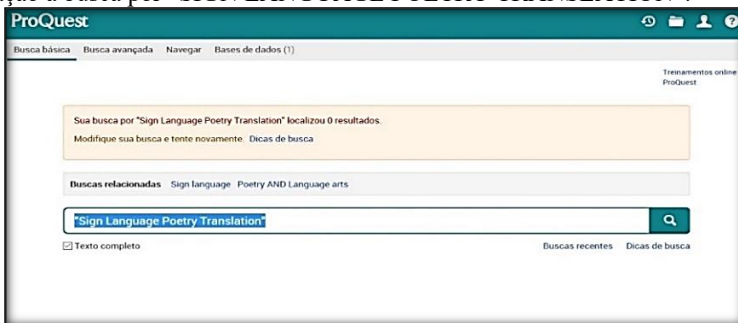 ProQuest
Busca básica Busca avançada Navegar Bases de dados (1)
Treinamentos online
ProQuest
Sua busca por "Sign Language Poetry Translation" localizou 0 resultados.
Modifique sua busca e tente novamente. Dicas de busca
Buscas relacionadas Sign language Poetry AND Language arts
"Sign Language Poetry Translation"
Texto completo Buscas recentes Dicas de busca